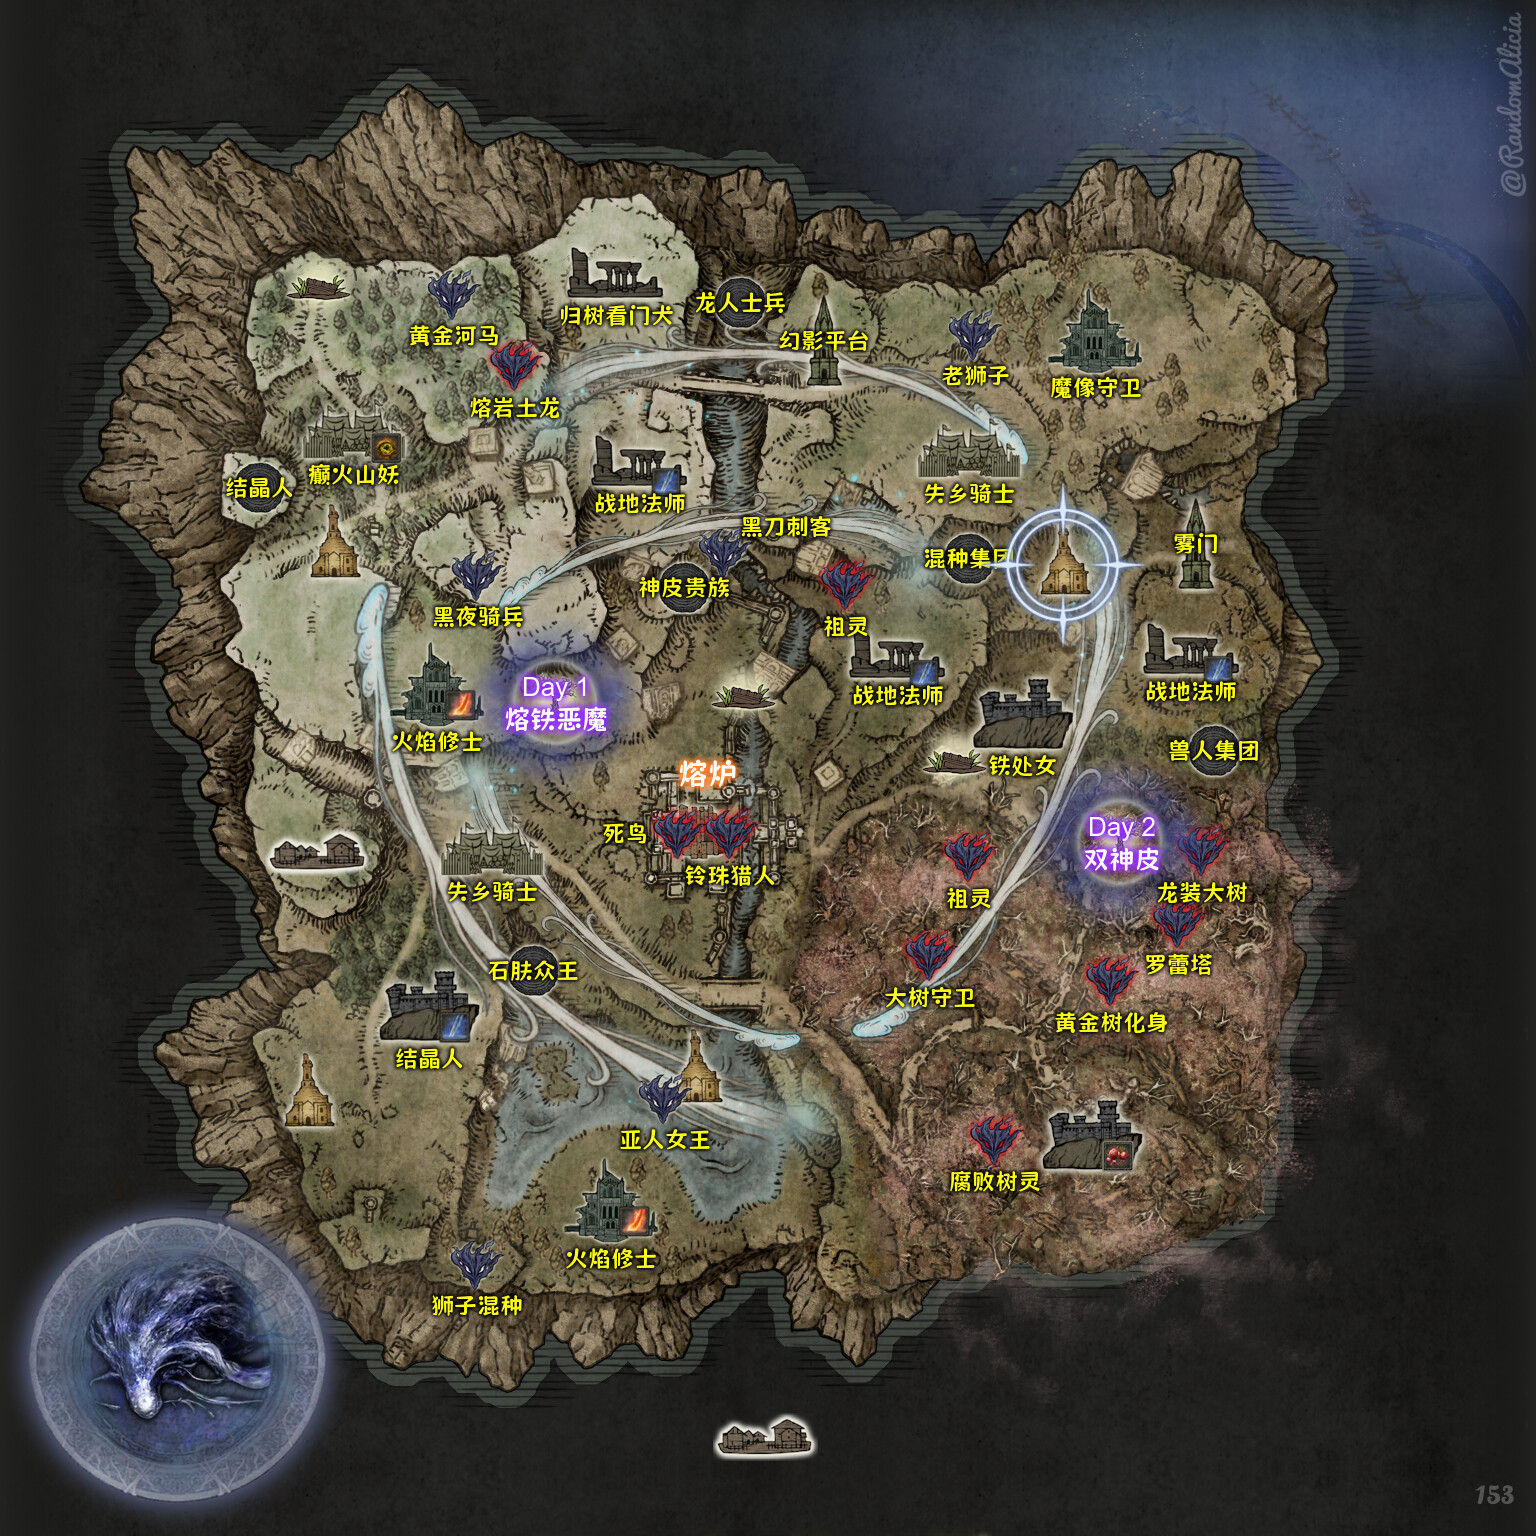 @RandomAlicia
龙人士兵
归树看门犬
黄金河马
幻影平台
老狮子
魔像守卫
熔岩土龙
癫火山妖
结晶人
战地法师
失乡骑士
黑刀刺客
雾门
混种集团
神皮贵族
黑夜骑兵
祖灵
Day 1
熔铁恶魔
战地法师
战地法师
火焰修士
兽人集团
铁处女
熔炉
Day 2
双神皮
死鸟
铃珠猎人
失乡骑士
祖灵
龙装大树
石肤众王
罗蕾塔
大树守卫
黄金树化身
结晶人
亚人女王
腐败树灵
火焰修士
狮子混种
153